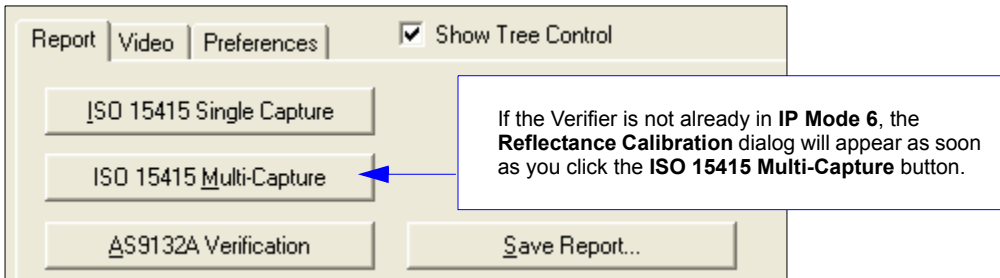 Report Video Preferences Show Tree Control
ISO 15415 Single Capture
If the Verifier is not already in IP Mode 6, the
Reflectance Calibration dialog will appear as soon
as you click the ISO 15415 Multi-Capture button.
ISO 15415 Multi-Capture
AS9132A Verification Save Report...